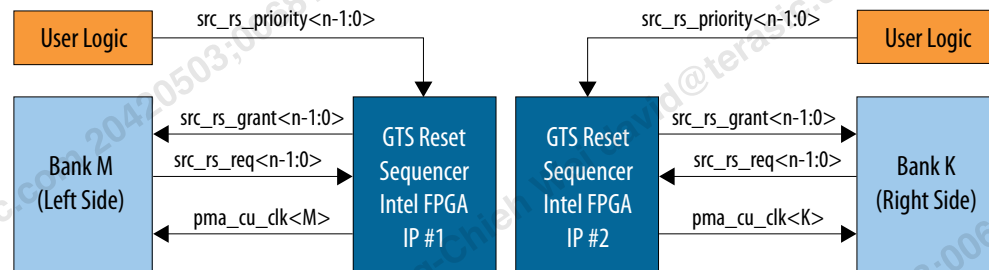 User Logic
src_rs_priority<n-1:0>
src_rs_priority<n-1:0>
User Logic
Bank M
(Left Side)
src_rs_grant<n-1:0>
src_rs_req<n-1:0>
pma_cu_clk<M>
GTS Reset
Sequencer
Intel FPGA
IP #1
GTS Reset
Sequencer
Intel FPGA
IP #2
src_rs_grant<n-1:0>
src_rs_req<n-1:0>
pma_cu_clk<K>
Bank K
(Right Side)